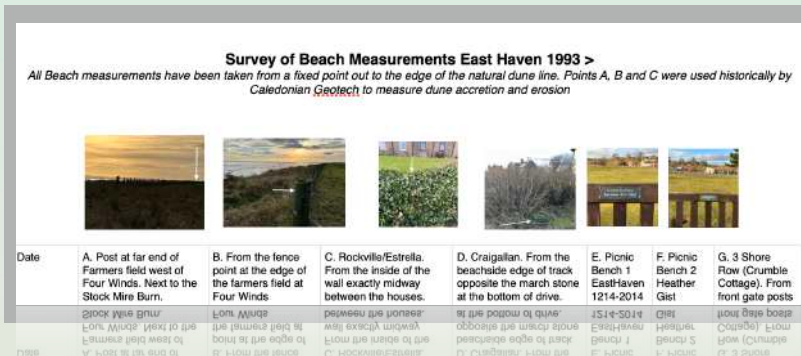 Survey of Beach Measurements East Haven 1993 >
All Beach measurements have been taken from a fixed point out to the edge of the natural dune line. Points A, B and C were used historically by
Caledonian Geotech to measure dune accretion and erosion
Date
A. Post at far end of
Farmers field west of
Four Winds. Next to the
Stock Mire Burn.
B. From the fence
point at the edge of
the farmers field at
Four Winds
C. Rockville/Estrella.
From the inside of the
wall exactly midway
between the houses.
D. Craigallan. From the
beachside edge of track
opposite the march stone
at the bottom of drive.
E. Picnic
Bench 1
EastHaven
1214-2014
F. Picnic
Bench 2
Heather
Gist
G. 3 Shore
Row (Crumble
Cottage). From
front gate posts